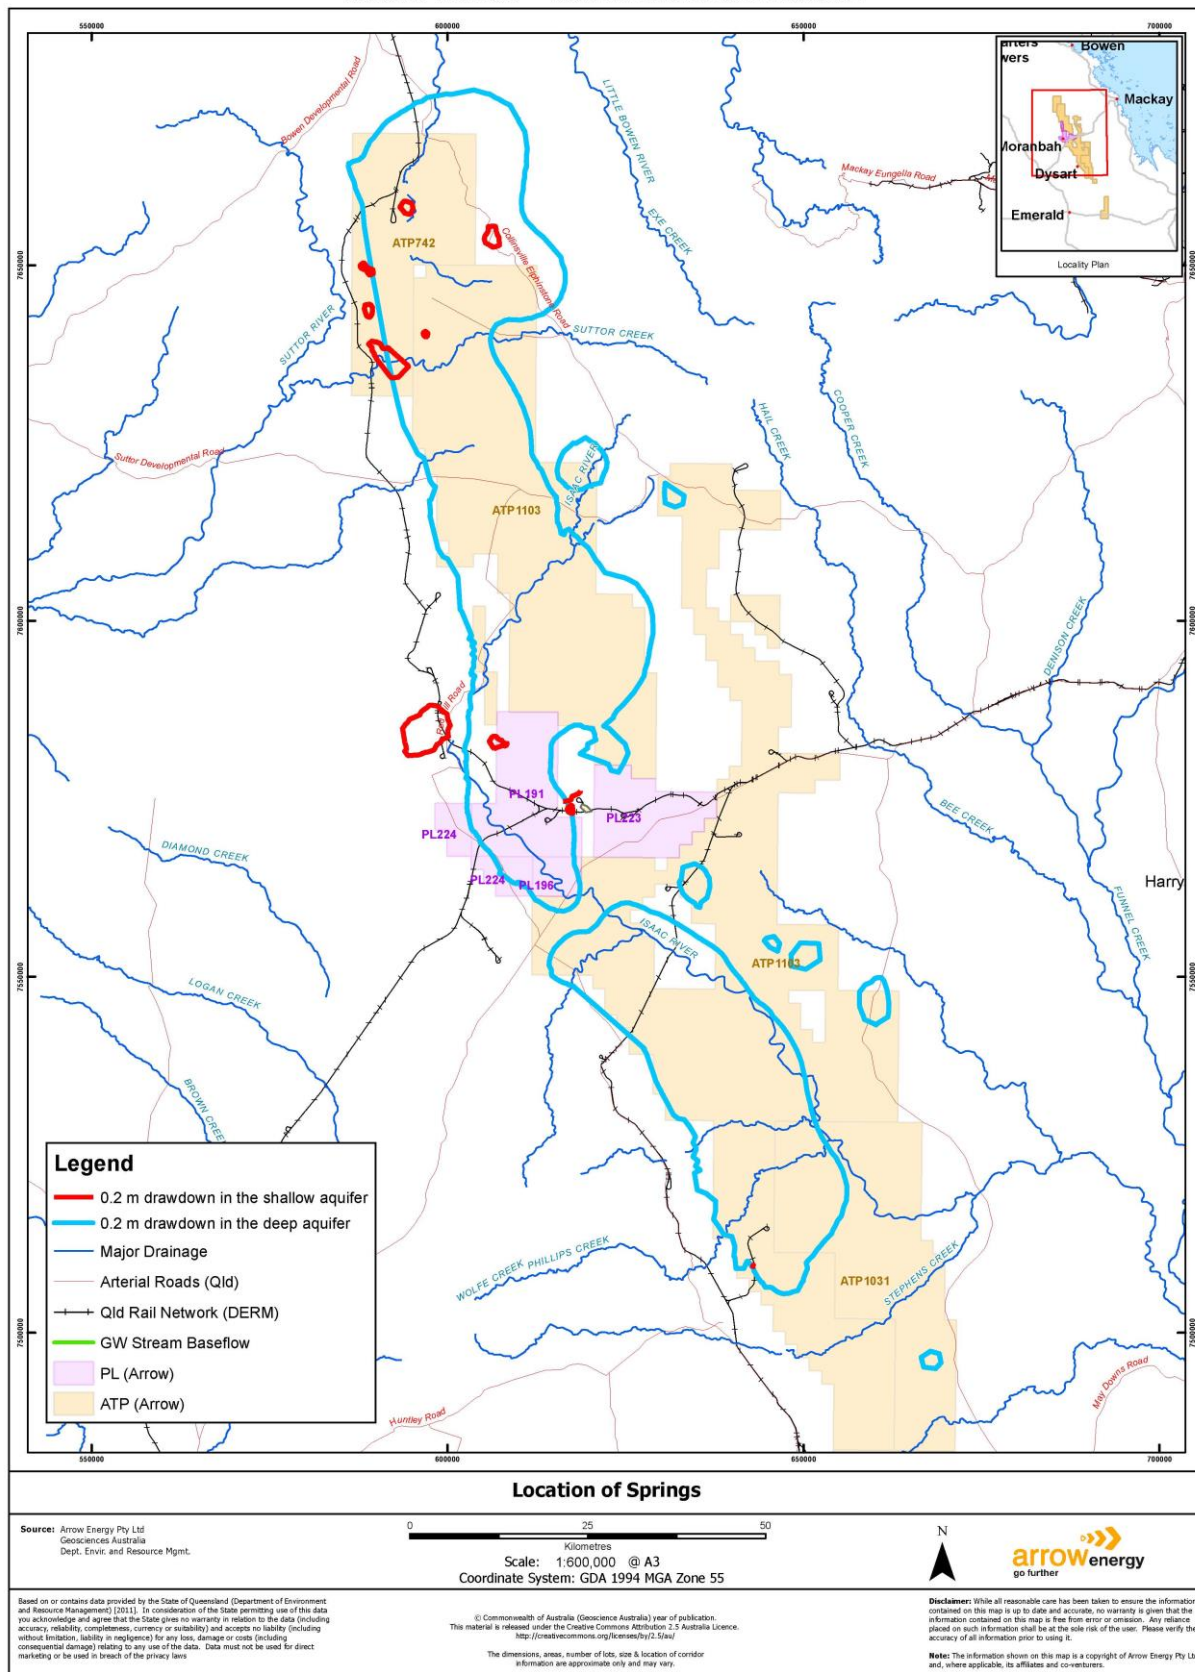 550000
600000
650000
700000
Bowen Developmental Road
LITTLE BOWEN RIVER
EXE CREEK
Mackay Eungella Road
arters
wers
Bowen
Mackay
Moranbah
Dysart
Emerald
Locality Plan
7650000
7650000
ATP742
Collinsville Elphinstone Road
SUTTOR RIVER
SUTTOR CREEK
HAIL CREEK
COOPER CREEK
Suttor Developmental Road
ISAAC RIVER
ATP1103
7600000
7600000
DENISON CREEK
Red Hill Road
PL191
PL223
PL224
PL224
PL196
BEE CREEK
DIAMOND CREEK
Harry
FUNNEL CREEK
ISAAC RIVER
ATP1103
7550000
7550000
LOGAN CREEK
BROWN CREEK
WOLFE CREEK
PHILLIPS CREEK
STEPHENS CREEK
ATP1031
7500000
7500000
May Downs Road
Huntley Road
Legend
0.2 m drawdown in the shallow aquifer
0.2 m drawdown in the deep aquifer
Major Drainage
Arterial Roads (Qld)
Qld Rail Network (DERM)
GW Stream Baseflow
PL (Arrow)
ATP (Arrow)
550000
600000
650000
700000
Location of Springs
Source: Arrow Energy Pty Ltd
Geosciences Australia
Dept. Envir. and Resource Mgmt.
0 25 50
Kilometres
Scale: 1:600,000 @ A3
Coordinate System: GDA 1994 MGA Zone 55
N
arrow energy
go further
Based on or contains data provided by the State of Queensland (Department of Environment
and Resource Management) [2011]. In consideration of the State permitting use of this data
you acknowledge and agree that the State gives no warranty in relation to the data (including
accuracy, reliability, completeness, currency or suitability) and accepts no liability (including
without limitation, liability in negligence) for any loss, damage or costs (including
consequential damage) relating to any use of the data. Data must not be used for direct
marketing or be used in breach of the privacy laws
© Commonwealth of Australia (Geoscience Australia) year of publication.
This material is released under the Creative Commons Attribution 2.5 Australia Licence.
http://creativecommons.org/licenses/by/2.5/au/
The dimensions, areas, number of lots, size & location of corridor
information are approximate only and may vary.
Disclaimer: While all reasonable care has been taken to ensure the information
contained on this map is up to date and accurate, no warranty is given that the
information contained on this map is free from error or omission. Any reliance
placed on such information shall be at the sole risk of the user. Please verify the
accuracy of all information prior to using it.
Note: The information shown on this map is a copyright of Arrow Energy Pty Ltd
and, where applicable, its affiliates and co-venturers.